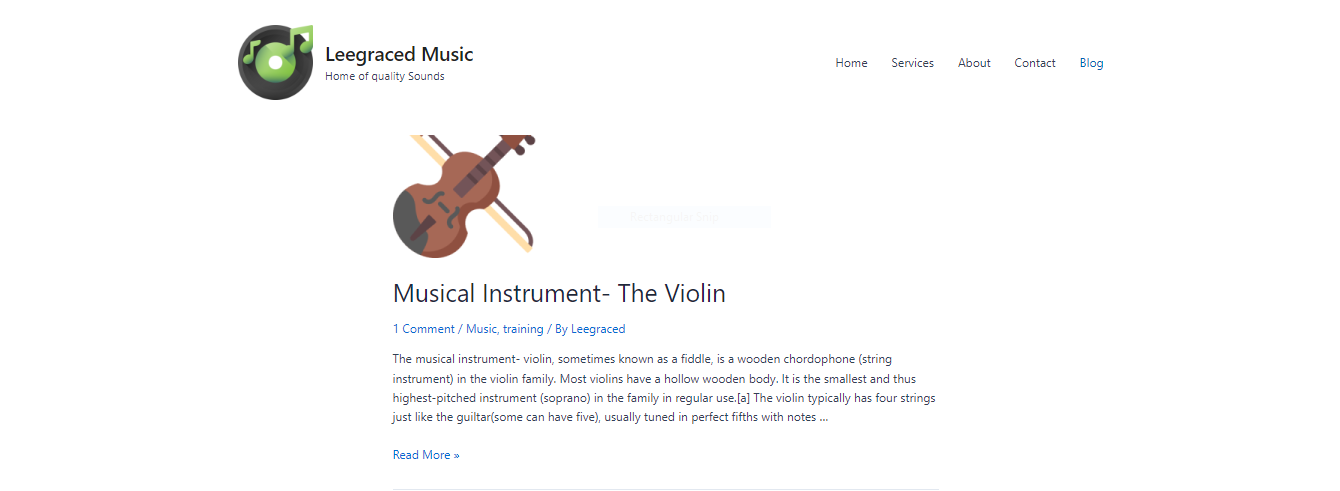 Leegraced Music
Home of quality Sounds
Home Services About Contact Blog
Rectangular Snip
Musical Instrument- The Violin
1 Comment / Music, training / By Leegraced
The musical instrument- violin, sometimes known as a fiddle, is a wooden chordophone (string
instrument) in the violin family. Most violins have a hollow wooden body. It is the smallest and thus
highest-pitched instrument (soprano) in the family in regular use.[a] The violin typically has four strings
just like the guiltar(some can have five), usually tuned in perfect fifths with notes …
Read More »